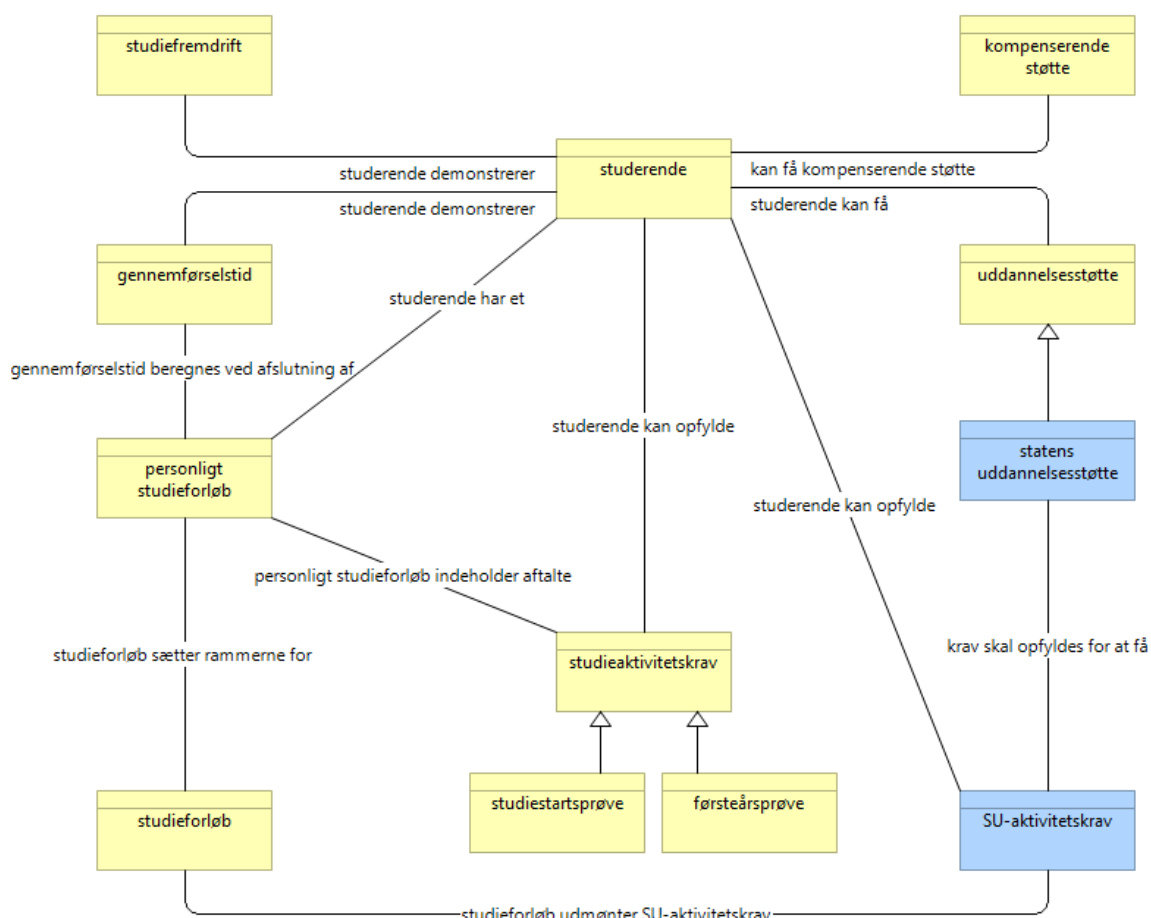 studiefremdrift
kompenserende
støtte
studerende
studerende demonstrerer
kan få kompenserende støtte
studerende demonstrerer
studerende kan få
gennemførselstid
uddannelsesstøtte
studerende har et
gennemførselstid beregnes ved afslutning af
studerende kan opfylde
personligt
studieforløb
statens
uddannelsesstøtte
studerende kan opfylde
personligt studieforløb indeholder aftalte
studieforløb sætter rammerne for
studieaktivitetskrav
krav skal opfyldes for at få
studiestartsprøve
førsteårsprøve
studieforløb
SU-aktivitetskrav
studieforløb udmønter SU-aktivitetskrav